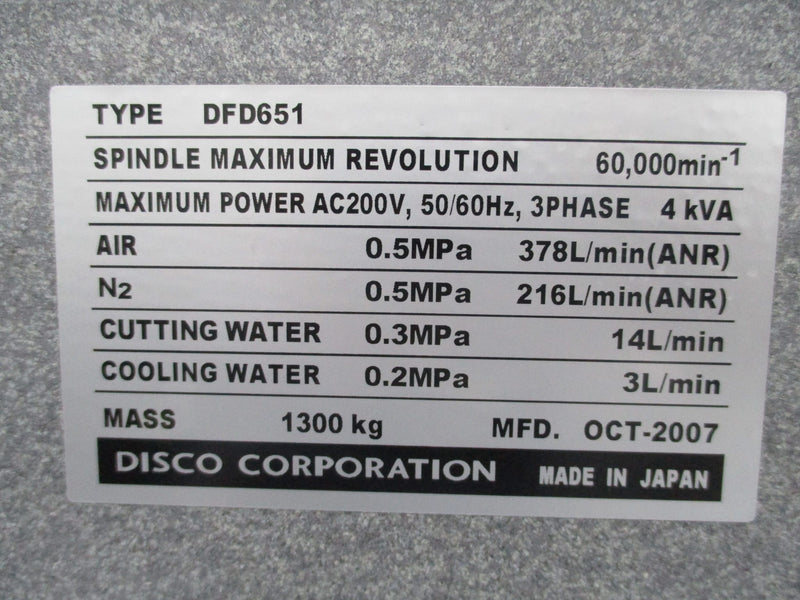 TYPE DFD651
SPINDLE MAXIMUM REVOLUTION 60,000min-1
MAXIMUM POWER AC200V, 50/60Hz, 3PHASE 4 kVA
AIR 0.5MPa 378L/min(ANR)
N2 0.5MPa 216L/min(ANR)
CUTTING WATER 0.3MPa 14L/min
COOLING WATER 0.2MPa 3L/min
MASS 1300 kg MFD. OCT-2007
DISCO CORPORATION MADE IN JAPAN